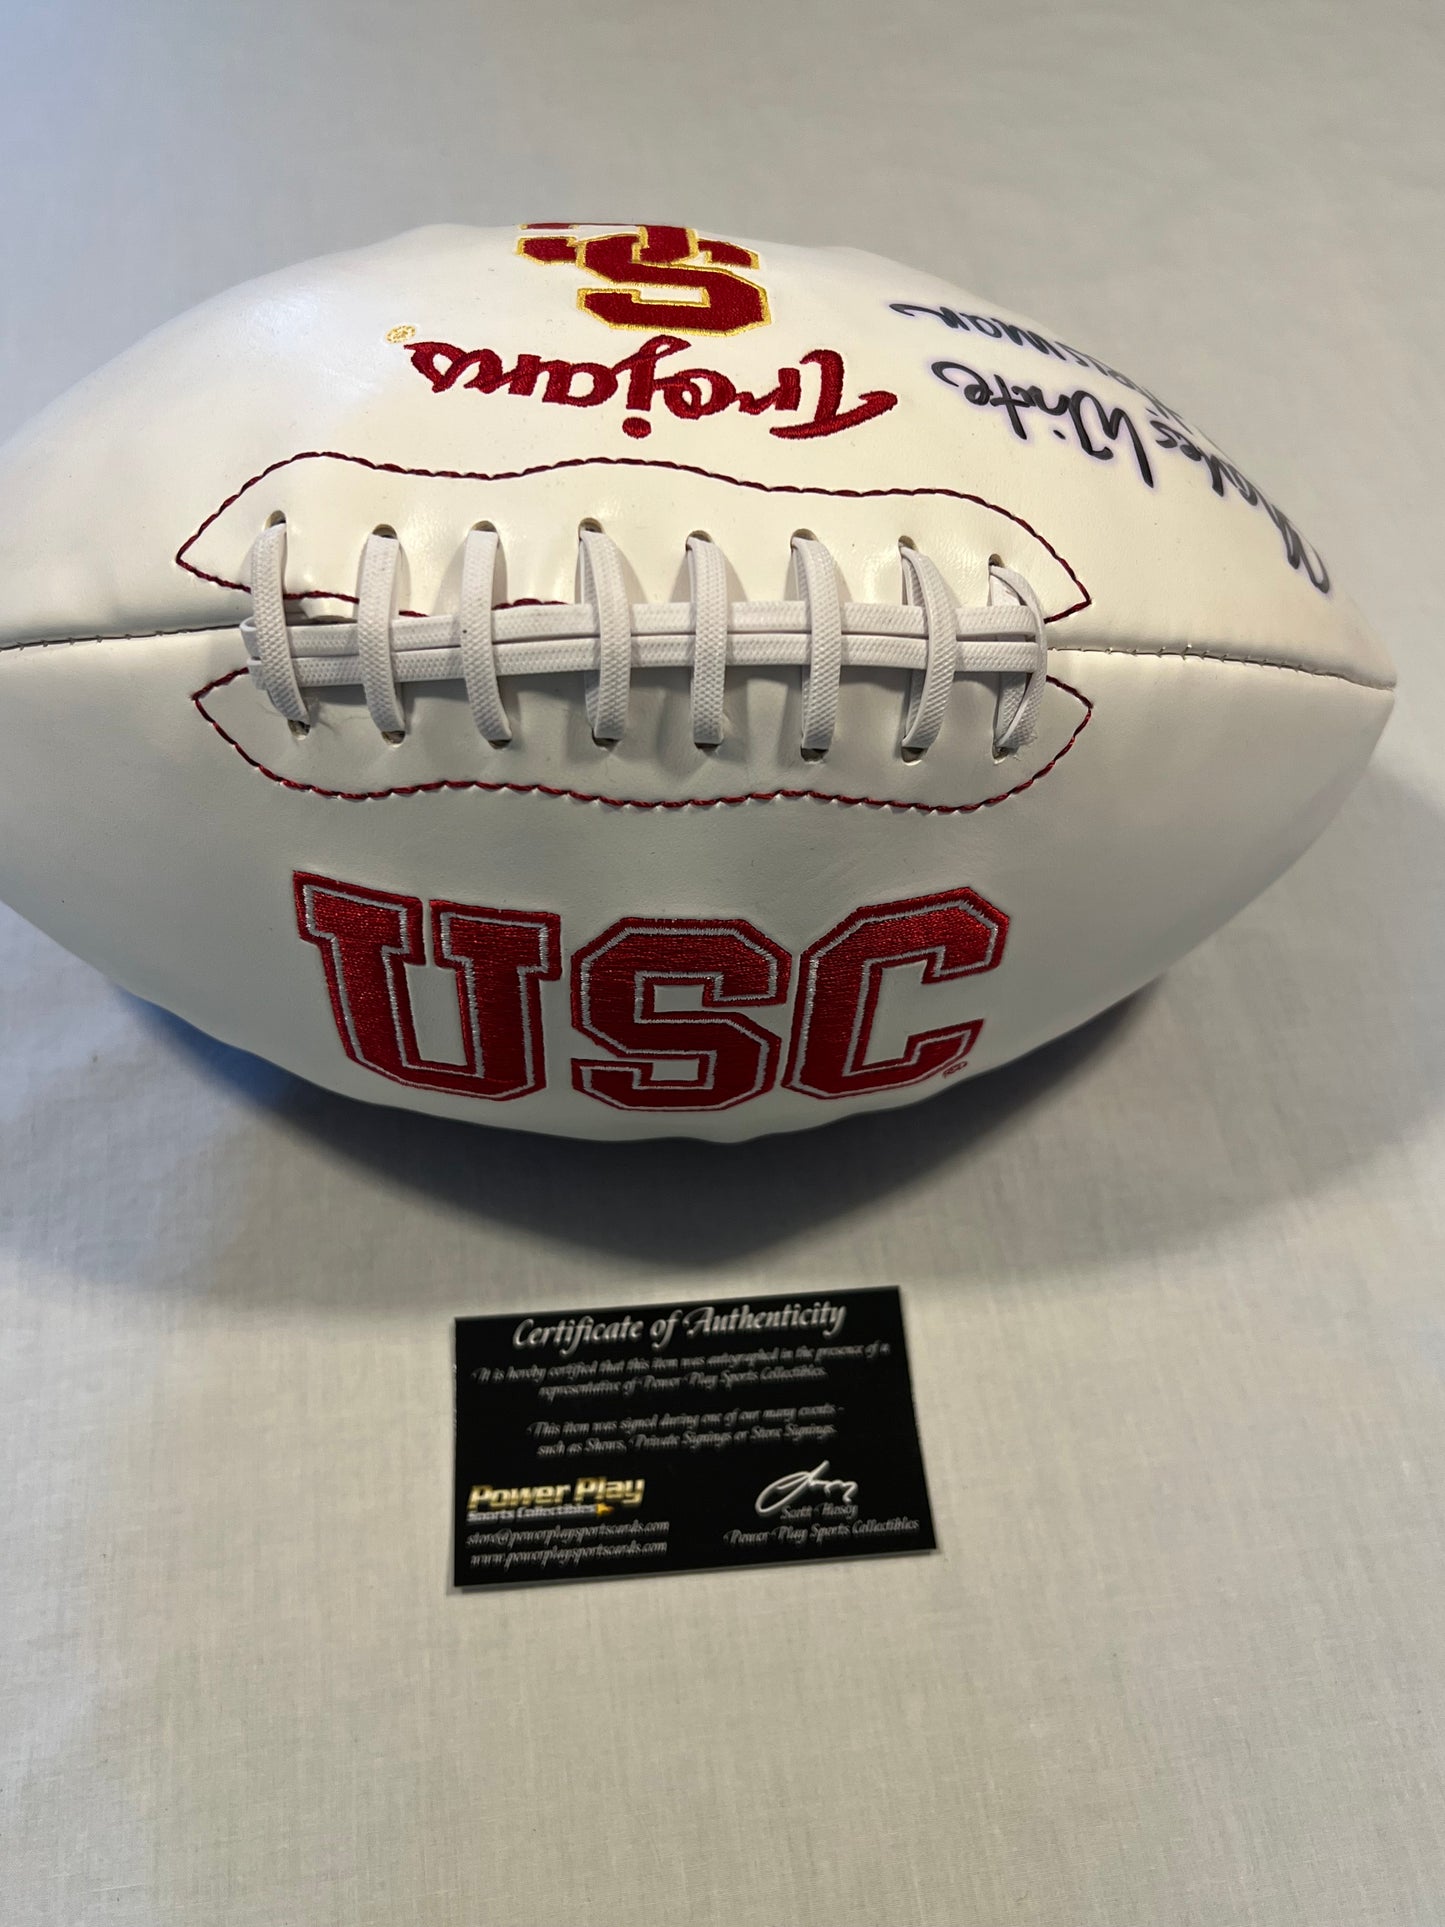 SC
Trojans
Charles White
Heisman
USC
Certificate of Authenticity
It is hereby certified that this item was autographed in the presence of a
representative of Power Play Sports Collectibles.
This item was signed during one of our many events -
such as Shows, Private Signings or Store Signings.
Power Play
Sports Collectibles
store@powerplaysportscards.com
www.powerplaysportscards.com
Scott
Power Play Sports Collectibles